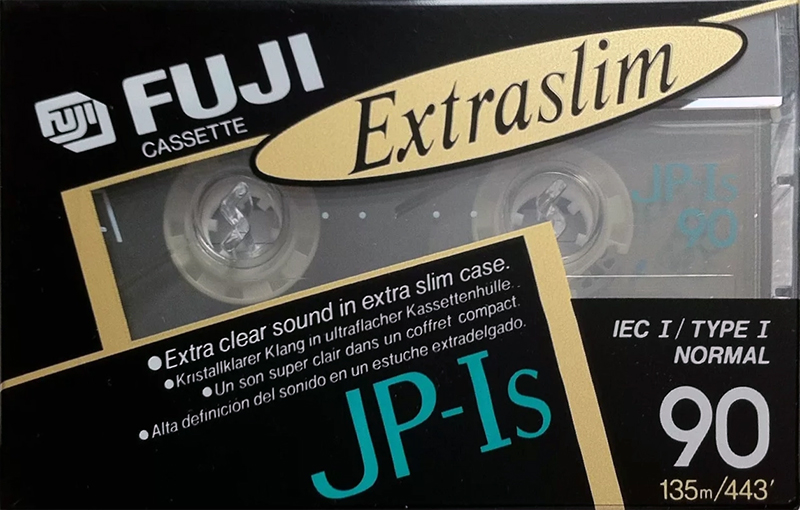 FUJI
FUJI
CASSETTE
Extraslim
JP-Is
90
•Extra clear sound in extra slim case.
•Kristallklarer Klang in ultraflacher Kassettenhülle.
•Un son super clair dans un coffret compact.
•Alta definición del sonido en un estuche extradelgado.
JP-Is
IEC I/TYPE I
NORMAL
90
135m/443'